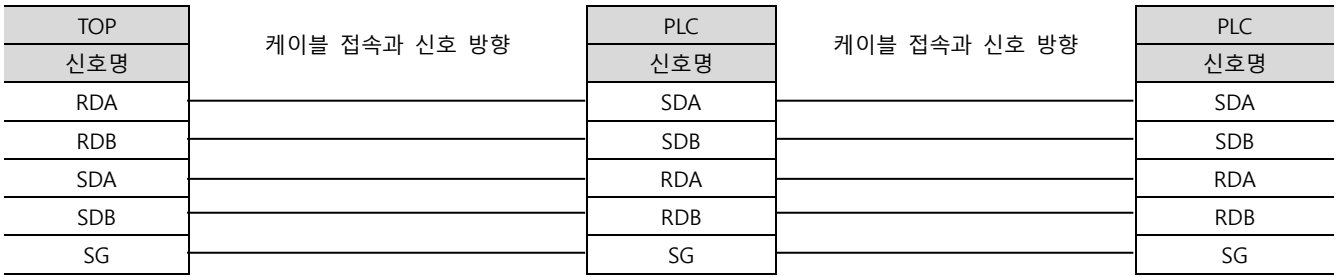 TOP 케이블 접속과 신호 방향 PLC 케이블 접속과 신호 방향 PLC
신호명 신호명 신호명
RDA SDA SDA
RDB SDB SDB
SDA RDA RDA
SDB RDB RDB
SG SG SG